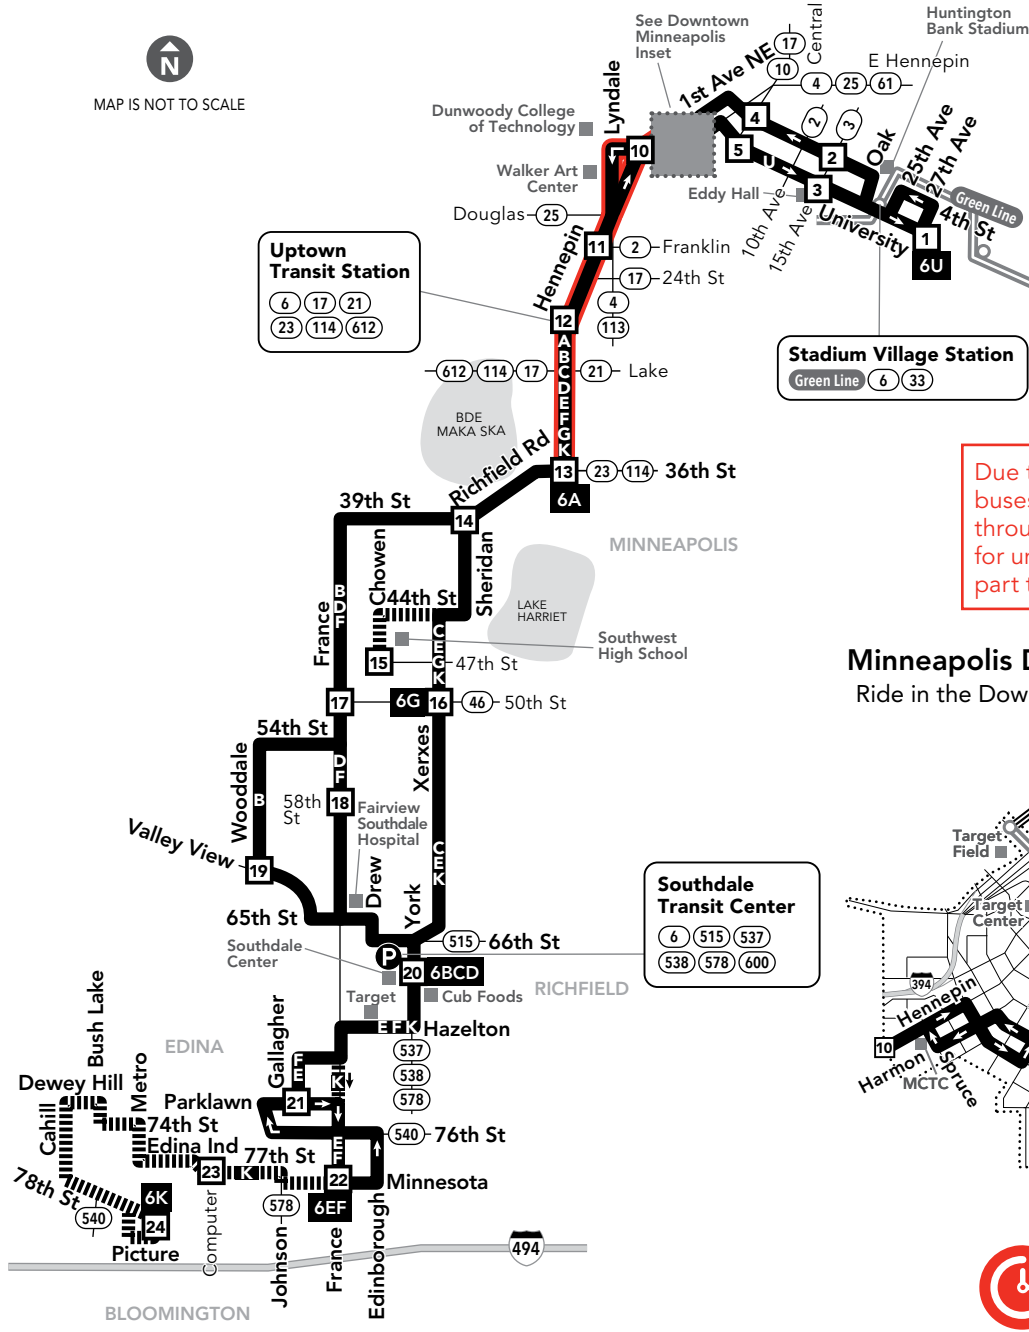 N
MAP IS NOT TO SCALE
See Downtown
Minneapolis
Inset
Huntington
Bank Stadium
Central
17
10
E Hennepin
4 25 61
1st Ave NE
Lyndale
Dunwoody College
of Technology
Walker Art
Center
10
4
5
U
2
3
2
3
Oak
25th Ave
27th Ave
Green Line
4th St
Eddy Hall
10th Ave
15th Ave
University
1
6U
Douglas
25
11
2
Franklin
Hennepin
17
24th St
4
113
12
Uptown
Transit Station
6 17 21
23 114 612
Stadium Village Station
Green Line 6 33
A
B
C
D
E
F
G
K
612 114 17
21
Lake
BDE
MAKA SKA
Richfield Rd
13
23 114
36th St
6A
39th St
14
MINNEAPOLIS
Due t
buses
throu
for ur
part t
Chowen
44th St
Sheridan
LAKE
HARRIET
B
D
F
France
C
E
G
K
Southwest
High School
15
47th St
Minneapolis D
Ride in the Dow
17
6G
16
46
50th St
54th St
Wooddale
Xerxes
D
F
B
58th
St
18
Fairview
Southdale
Hospital
Valley View
19
Drew
York
C
E
K
65th St
515
66th St
P
Southdale
Center
20
6BCD
Southdale
Transit Center
6 515 537
538 578 600
Target
Field
Target
Center
394
Hennepin
10
Harmon
MCTC
Spruce
Target
Cub Foods
RICHFIELD
E F K
Hazelton
537
538
578
EDINA
Gallagher
F
E
K
Bush Lake
Metro
Dewey Hill
Cahill
Parklawn
21
74th St
540
76th St
Edina Ind
77th St
E
F
23
K
22
Minnesota
78th St
6K
540
24
578
6EF
Picture
Computer
Johnson
France
Edinborough
494
BLOOMINGTON